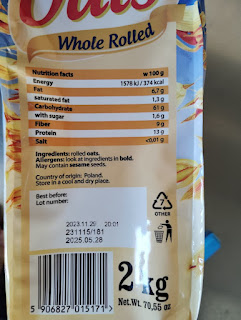 Oats
Whole Rolled
Nutrition facts w 100 g
Energy 1578 kJ / 374 kcal
Fat 6,7 g
saturated fat 1,3 g
Carbohydrate 61 g
with sugar 1,6 g
Fiber 9 g
Protein 13 g
Salt <0,01 g
Ingredients: rolled oats.
Allergens: look at ingredients in bold.
May contain sesame seeds.
Country of origin: Poland.
Store in a cool and dry place.
Best before:
Lot number:
7
OTHER
2023.11.29 20:01
231115/181
2025.05.28
2 kg
Net. Wt. 70,55 oz
5 906827 015171 >